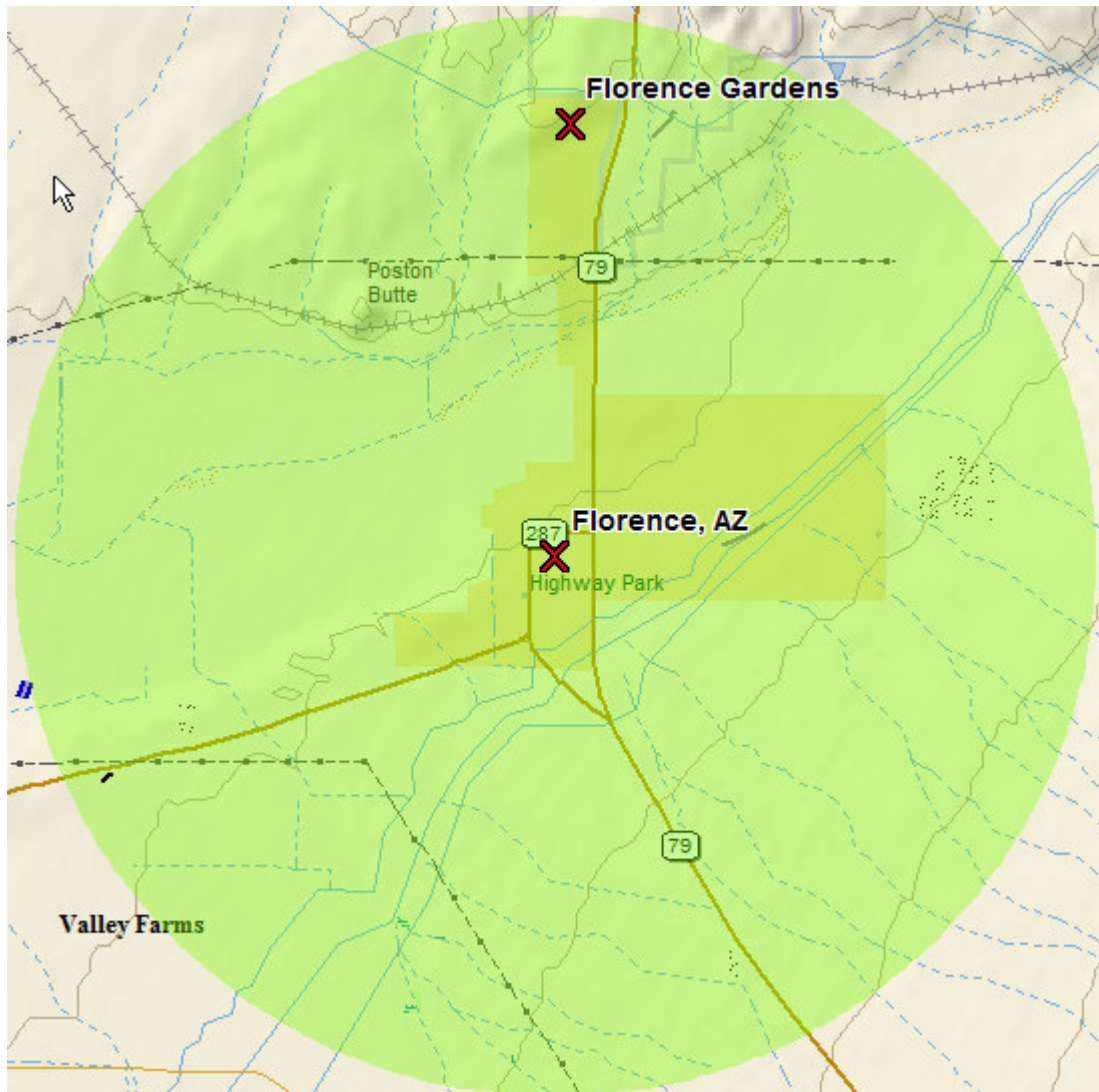 Florence Gardens
79
Poston
Butte
Florence, AZ
287
Highway Park
79
Valley Farms